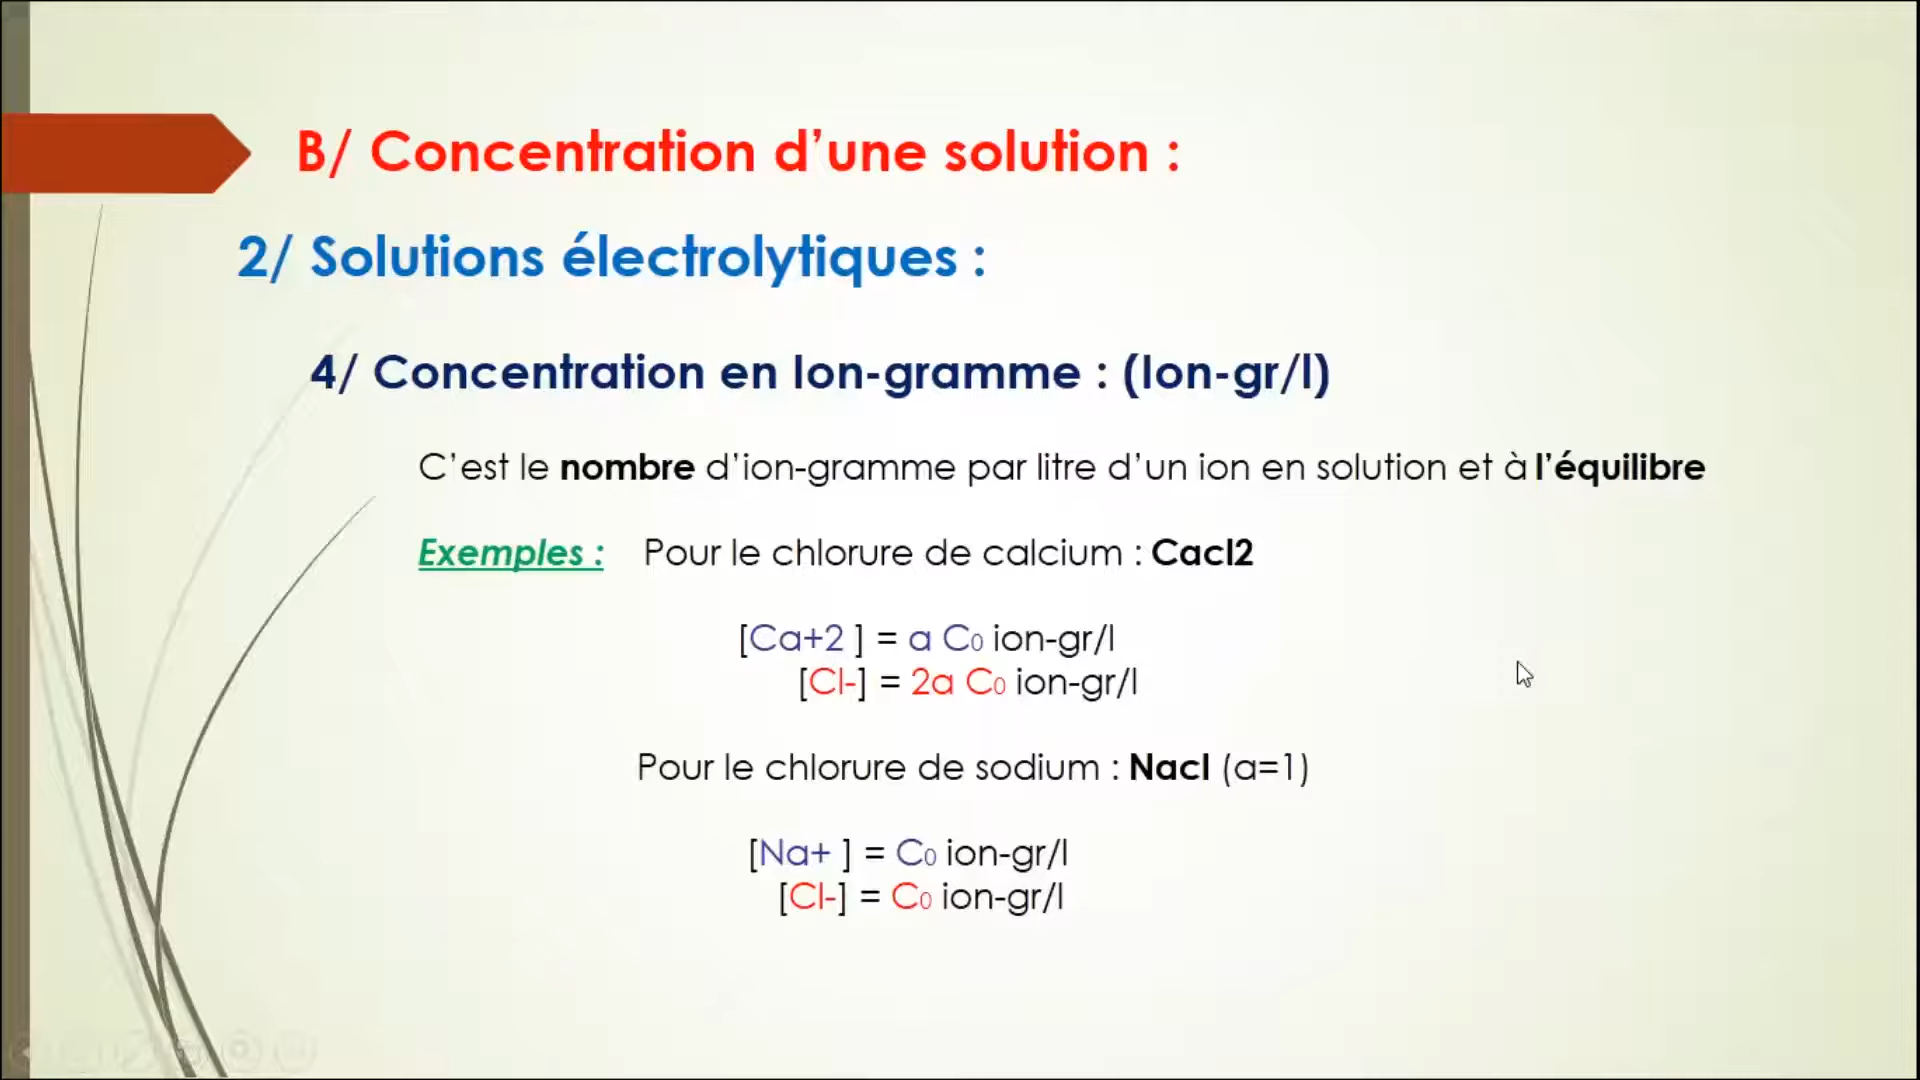 B/ Concentration d’une solution :
2/ Solutions électrolytiques :
4/ Concentration en Ion-gramme : (Ion-gr/l)
C’est le nombre d’ion-gramme par litre d’un ion en solution et à l’équilibre
Exemples : Pour le chlorure de calcium : Cacl2
[Ca+2 ] = a C₀ ion-gr/l
[Cl-] = 2a C₀ ion-gr/l
Pour le chlorure de sodium : Nacl (a=1)
[Na+ ] = C₀ ion-gr/l
[Cl-] = C₀ ion-gr/l